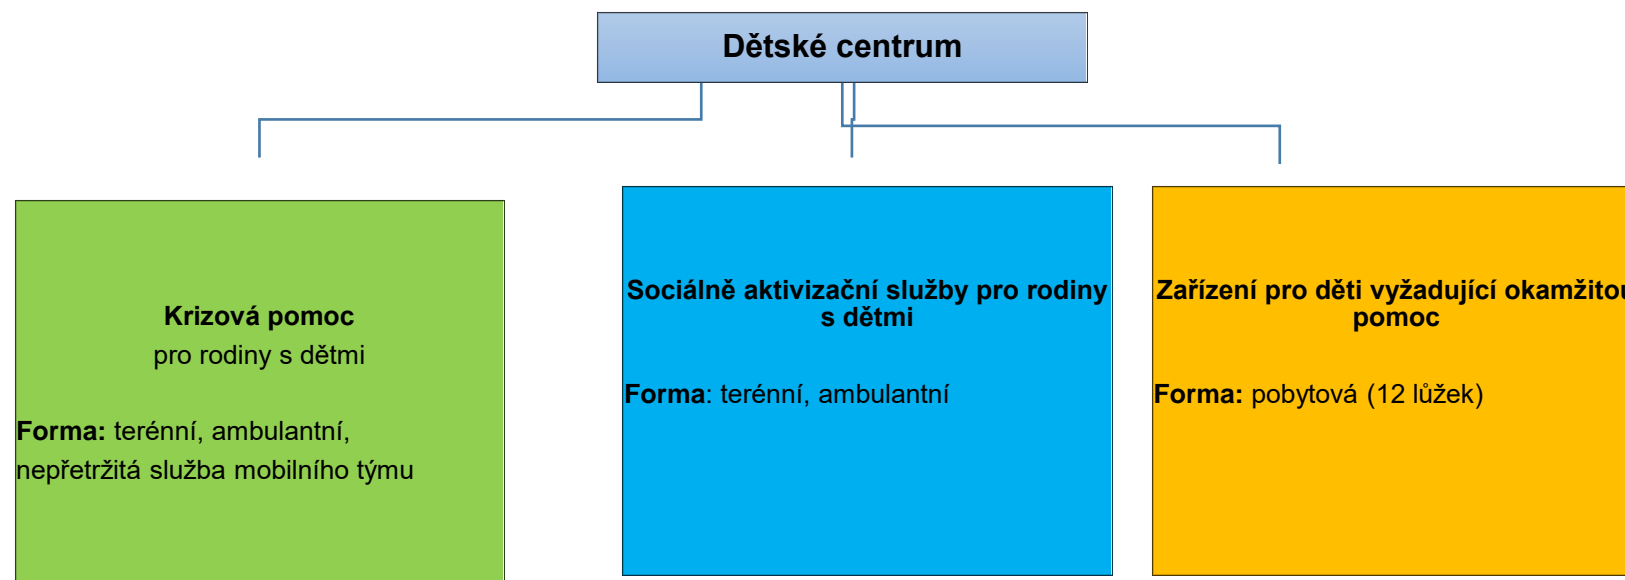 Dětské centrum
Krizová pomoc
pro rodiny s dětmi
Forma: terénní, ambulantní,
nepřetržitá služba mobilního týmu
Sociálně aktivizační služby pro rodiny
s dětmi
Forma: terénní, ambulantní
Zařízení pro děti vyžadující okamžitou
pomoc
Forma: pobytová (12 lůžek)